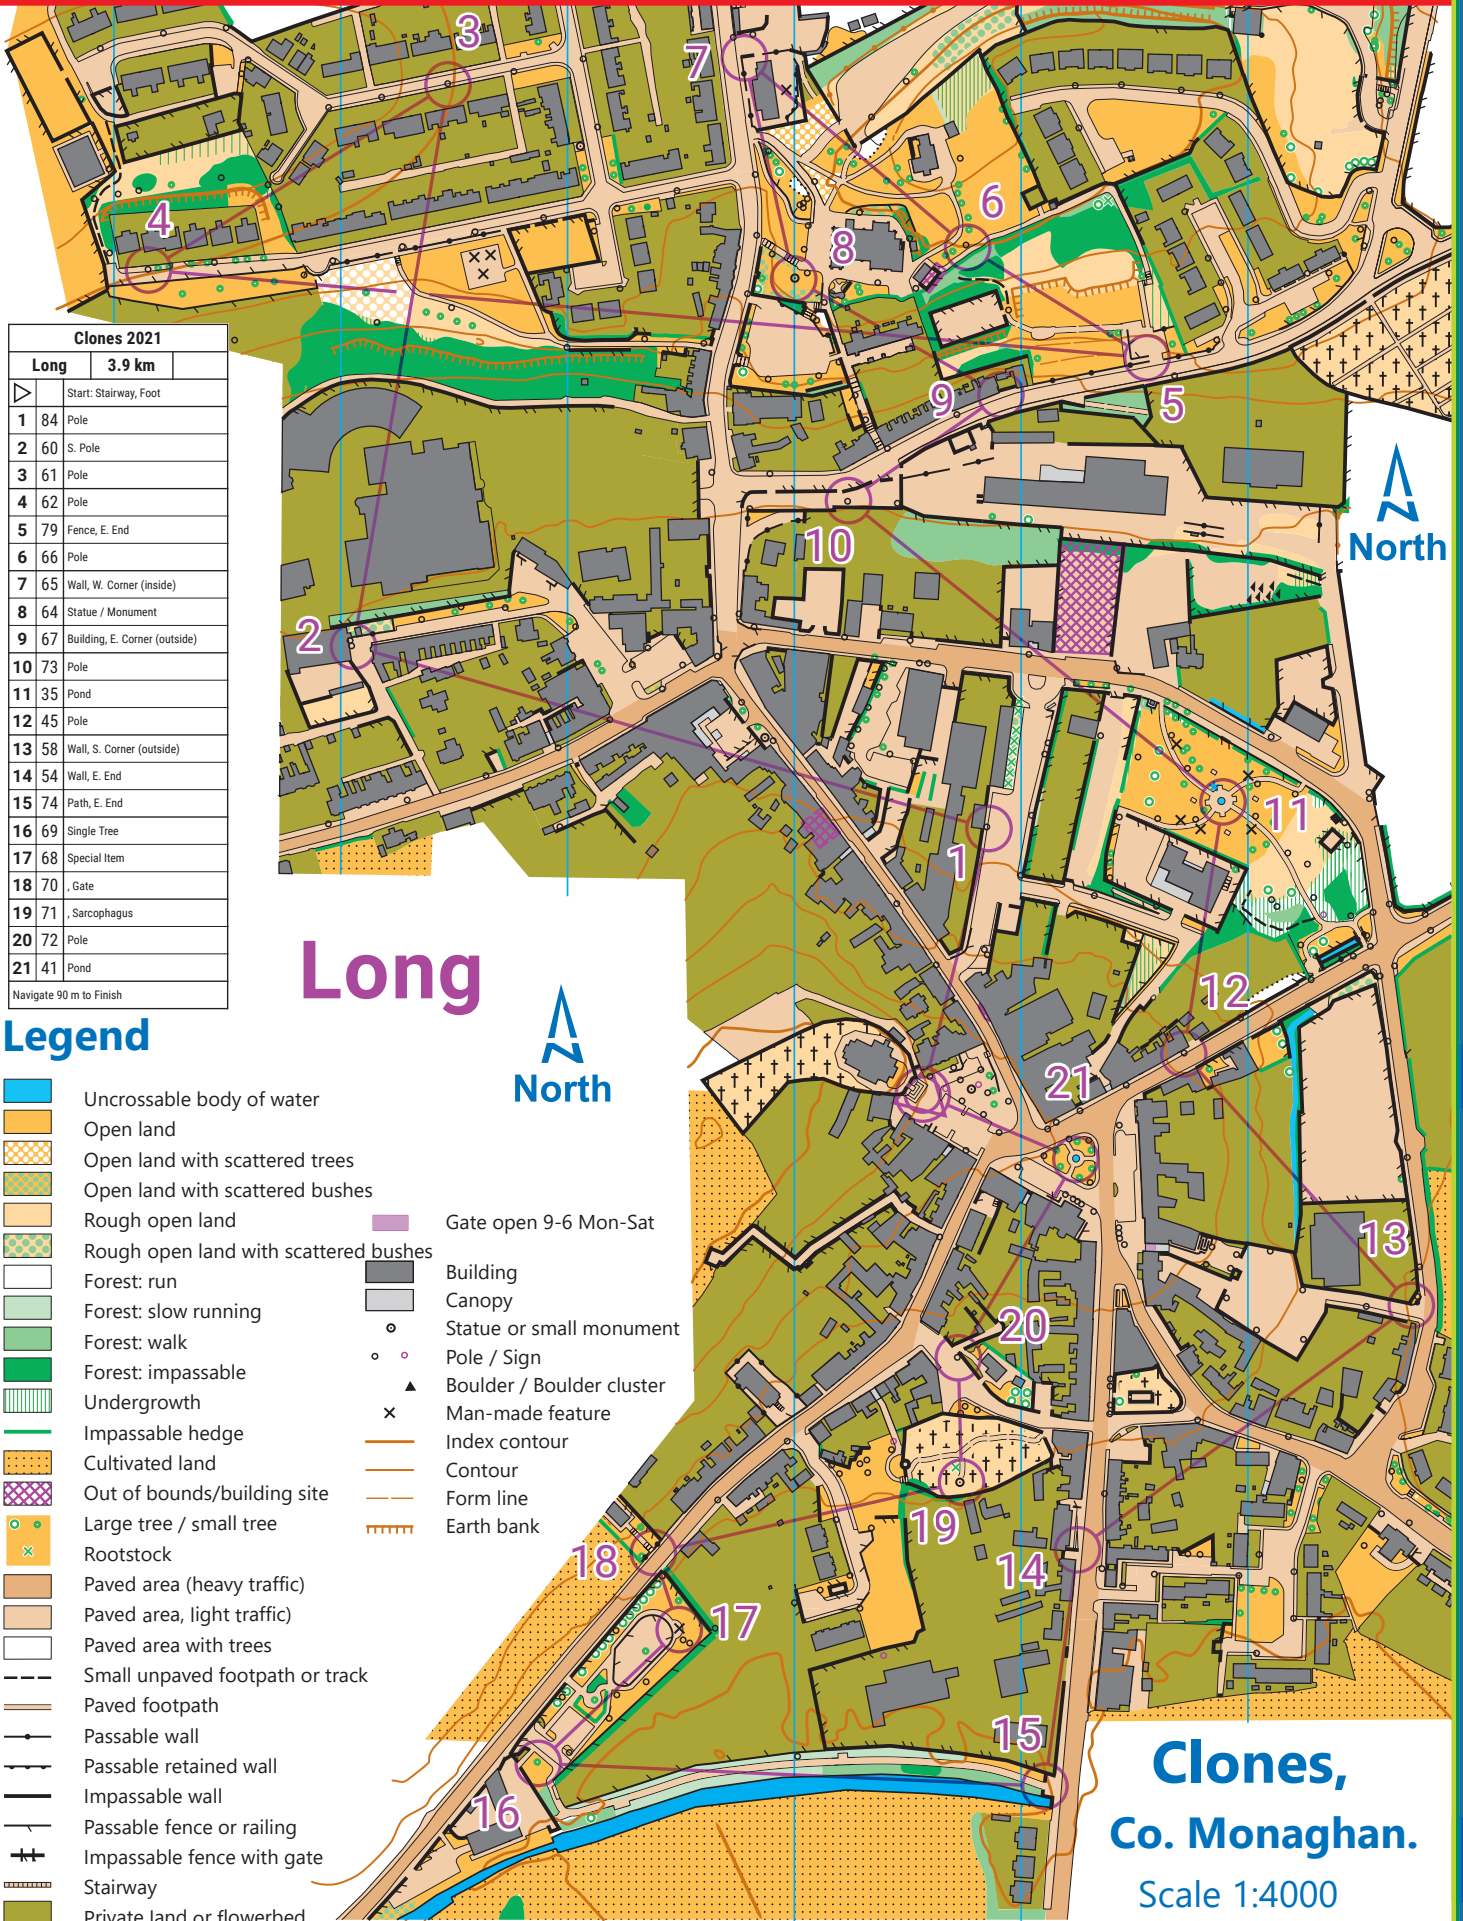 3
7
4
6
8
Clones 2021
Long 3.9 km
Start: Stairway, Foot
1 84 Pole
2 60 S. Pole
3 61 Pole
4 62 Pole
5 79 Fence, E. End
6 66 Pole
7 65 Wall, W. Corner (inside)
8 64 Statue / Monument
9 67 Building, E. Corner (outside)
10 73 Pole
11 35 Pond
12 45 Pole
13 58 Wall, S. Corner (outside)
14 54 Wall, E. End
15 74 Path, E. End
16 69 Single Tree
17 68 Special Item
18 70 , Gate
19 71 , Sarcophagus
20 72 Pole
21 41 Pond
Navigate 90 m to Finish
9
5
10
North
2
11
1
Long
12
North
21
13
20
19
18
14
17
15
16
Legend
Uncrossable body of water
Open land
Open land with scattered trees
Open land with scattered bushes
Rough open land
Rough open land with scattered bushes
Forest: run
Forest: slow running
Forest: walk
Forest: impassable
Undergrowth
Impassable hedge
Cultivated land
Out of bounds/building site
Large tree / small tree
Rootstock
Paved area (heavy traffic)
Paved area, light traffic)
Paved area with trees
Small unpaved footpath or track
Paved footpath
Passable wall
Passable retained wall
Impassable wall
Passable fence or railing
Impassable fence with gate
Stairway
Private land or flowerbed
Gate open 9-6 Mon-Sat
Building
Canopy
Statue or small monument
Pole / Sign
Boulder / Boulder cluster
Man-made feature
Index contour
Contour
Form line
Earth bank
Clones,
Co. Monaghan.
Scale 1:4000